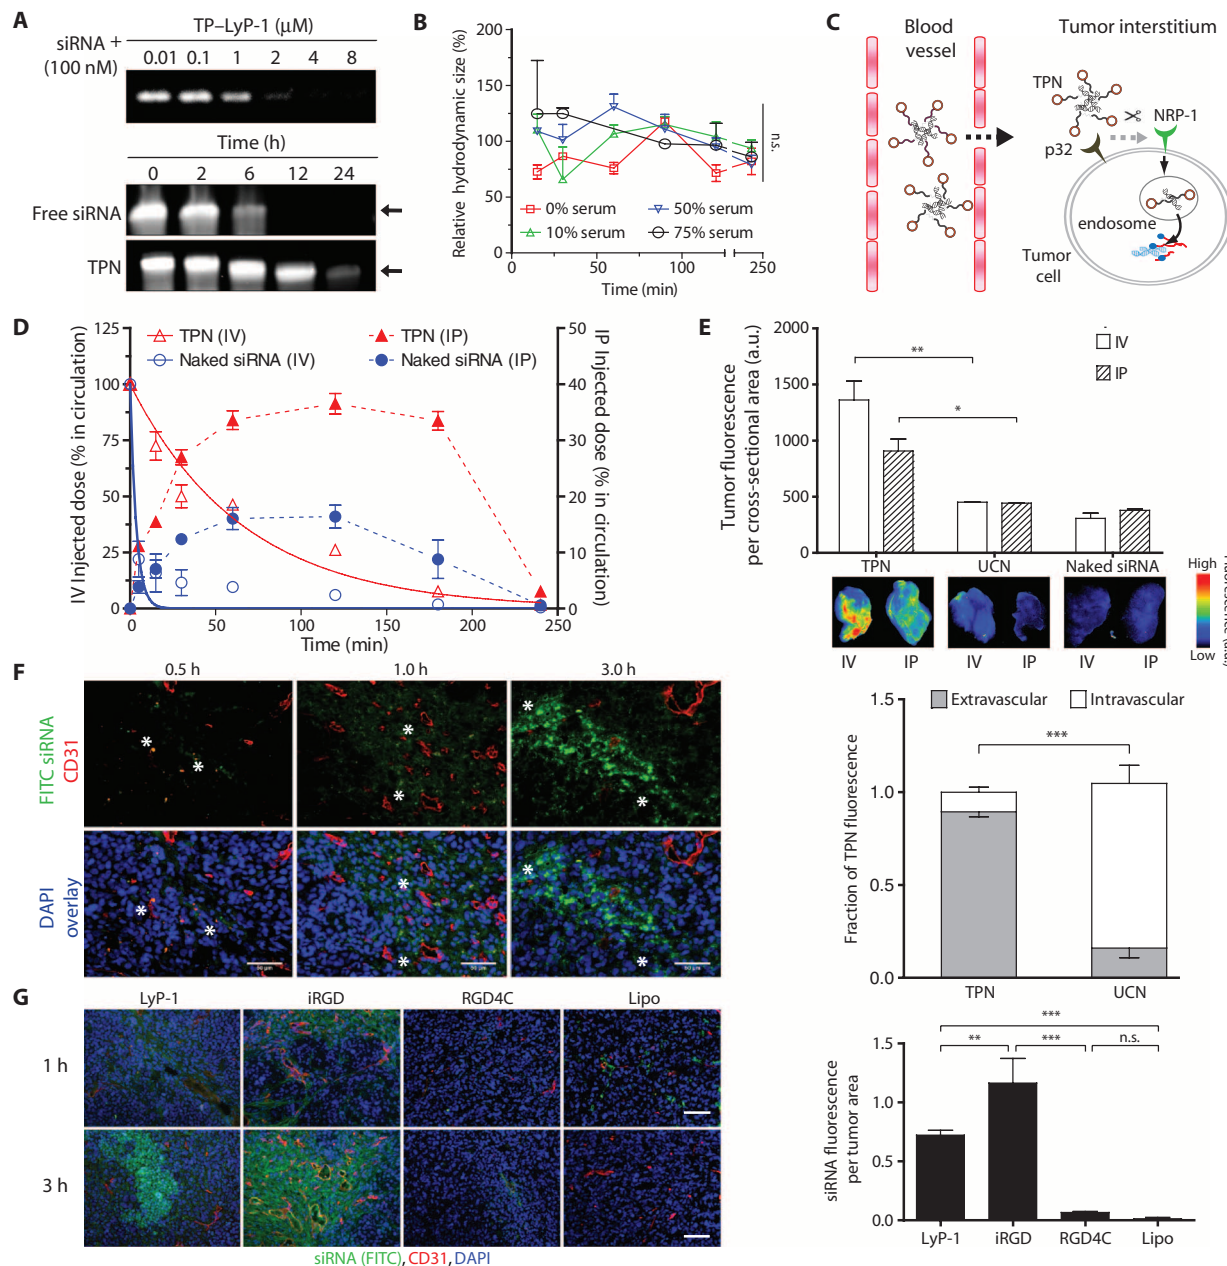 A
TP–LyP-1 (µM)
siRNA +
(100 nM)
0.01 0.1 1 2 4 8
Time (h)
0 2 6 12 24
Free siRNA
TPN
B
Relative hydrodynamic size (%)
200
150
100
50
0
n.s.
0% serum
10% serum
50% serum
75% serum
0 50 100 250
Time (min)
C
Blood
vessel
Tumor interstitium
TPN
NRP-1
p32
endosome
Tumor
cell
D
IV Injected dose (% in circulation)
125
100
75
50
25
0
TPN (IV)
Naked siRNA (IV)
TPN (IP)
Naked siRNA (IP)
50
40
30
20
10
0
IP Injected dose (% in circulation)
0 50 100 150 200 250
Time (min)
E
Tumor fluorescence
per cross-sectional area (a.u.)
2000
1500
1000
500
0
**
*
IV
IP
TPN UCN Naked siRNA
IV IP IV IP IV IP
High
Low
F
0.5 h 1.0 h 3.0 h
FITC siRNA
CD31
* * * * * *
DAPI
overlay
* * * * * *
50 µm 50 µm 50 µm
Fraction of TPN fluorescence
1.5
1.0
0.5
0.0
Extravascular
Intravascular
***
TPN UCN
G
LyP-1 iRGD RGD4C Lipo
1 h
3 h
siRNA (FITC), CD31, DAPI
siRNA fluorescence
per tumor area
1.5
1.0
0.5
0.0
***
** *** n.s.
LyP-1 iRGD RGD4C Lipo